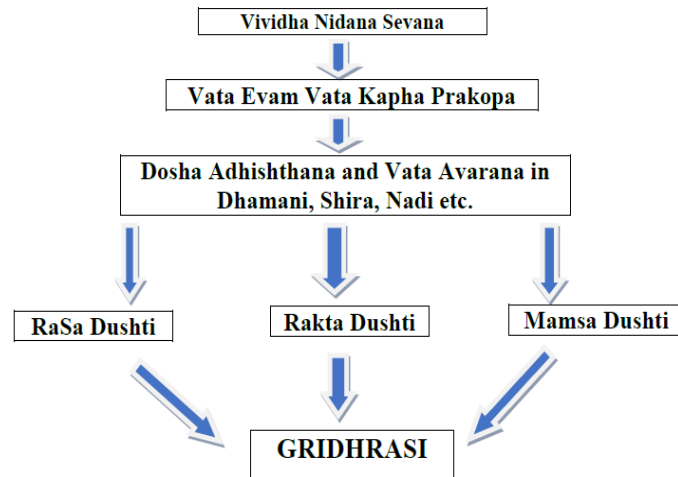 Vividha Nidana Sevana
Vata Evam Vata Kapha Prakopa
Dosha Adhishthana and Vata Avarana in
Dhamani, Shira, Nadi etc.
RaSa Dushti
Rakta Dushti
Mamsa Dushti
GRIDHRASI